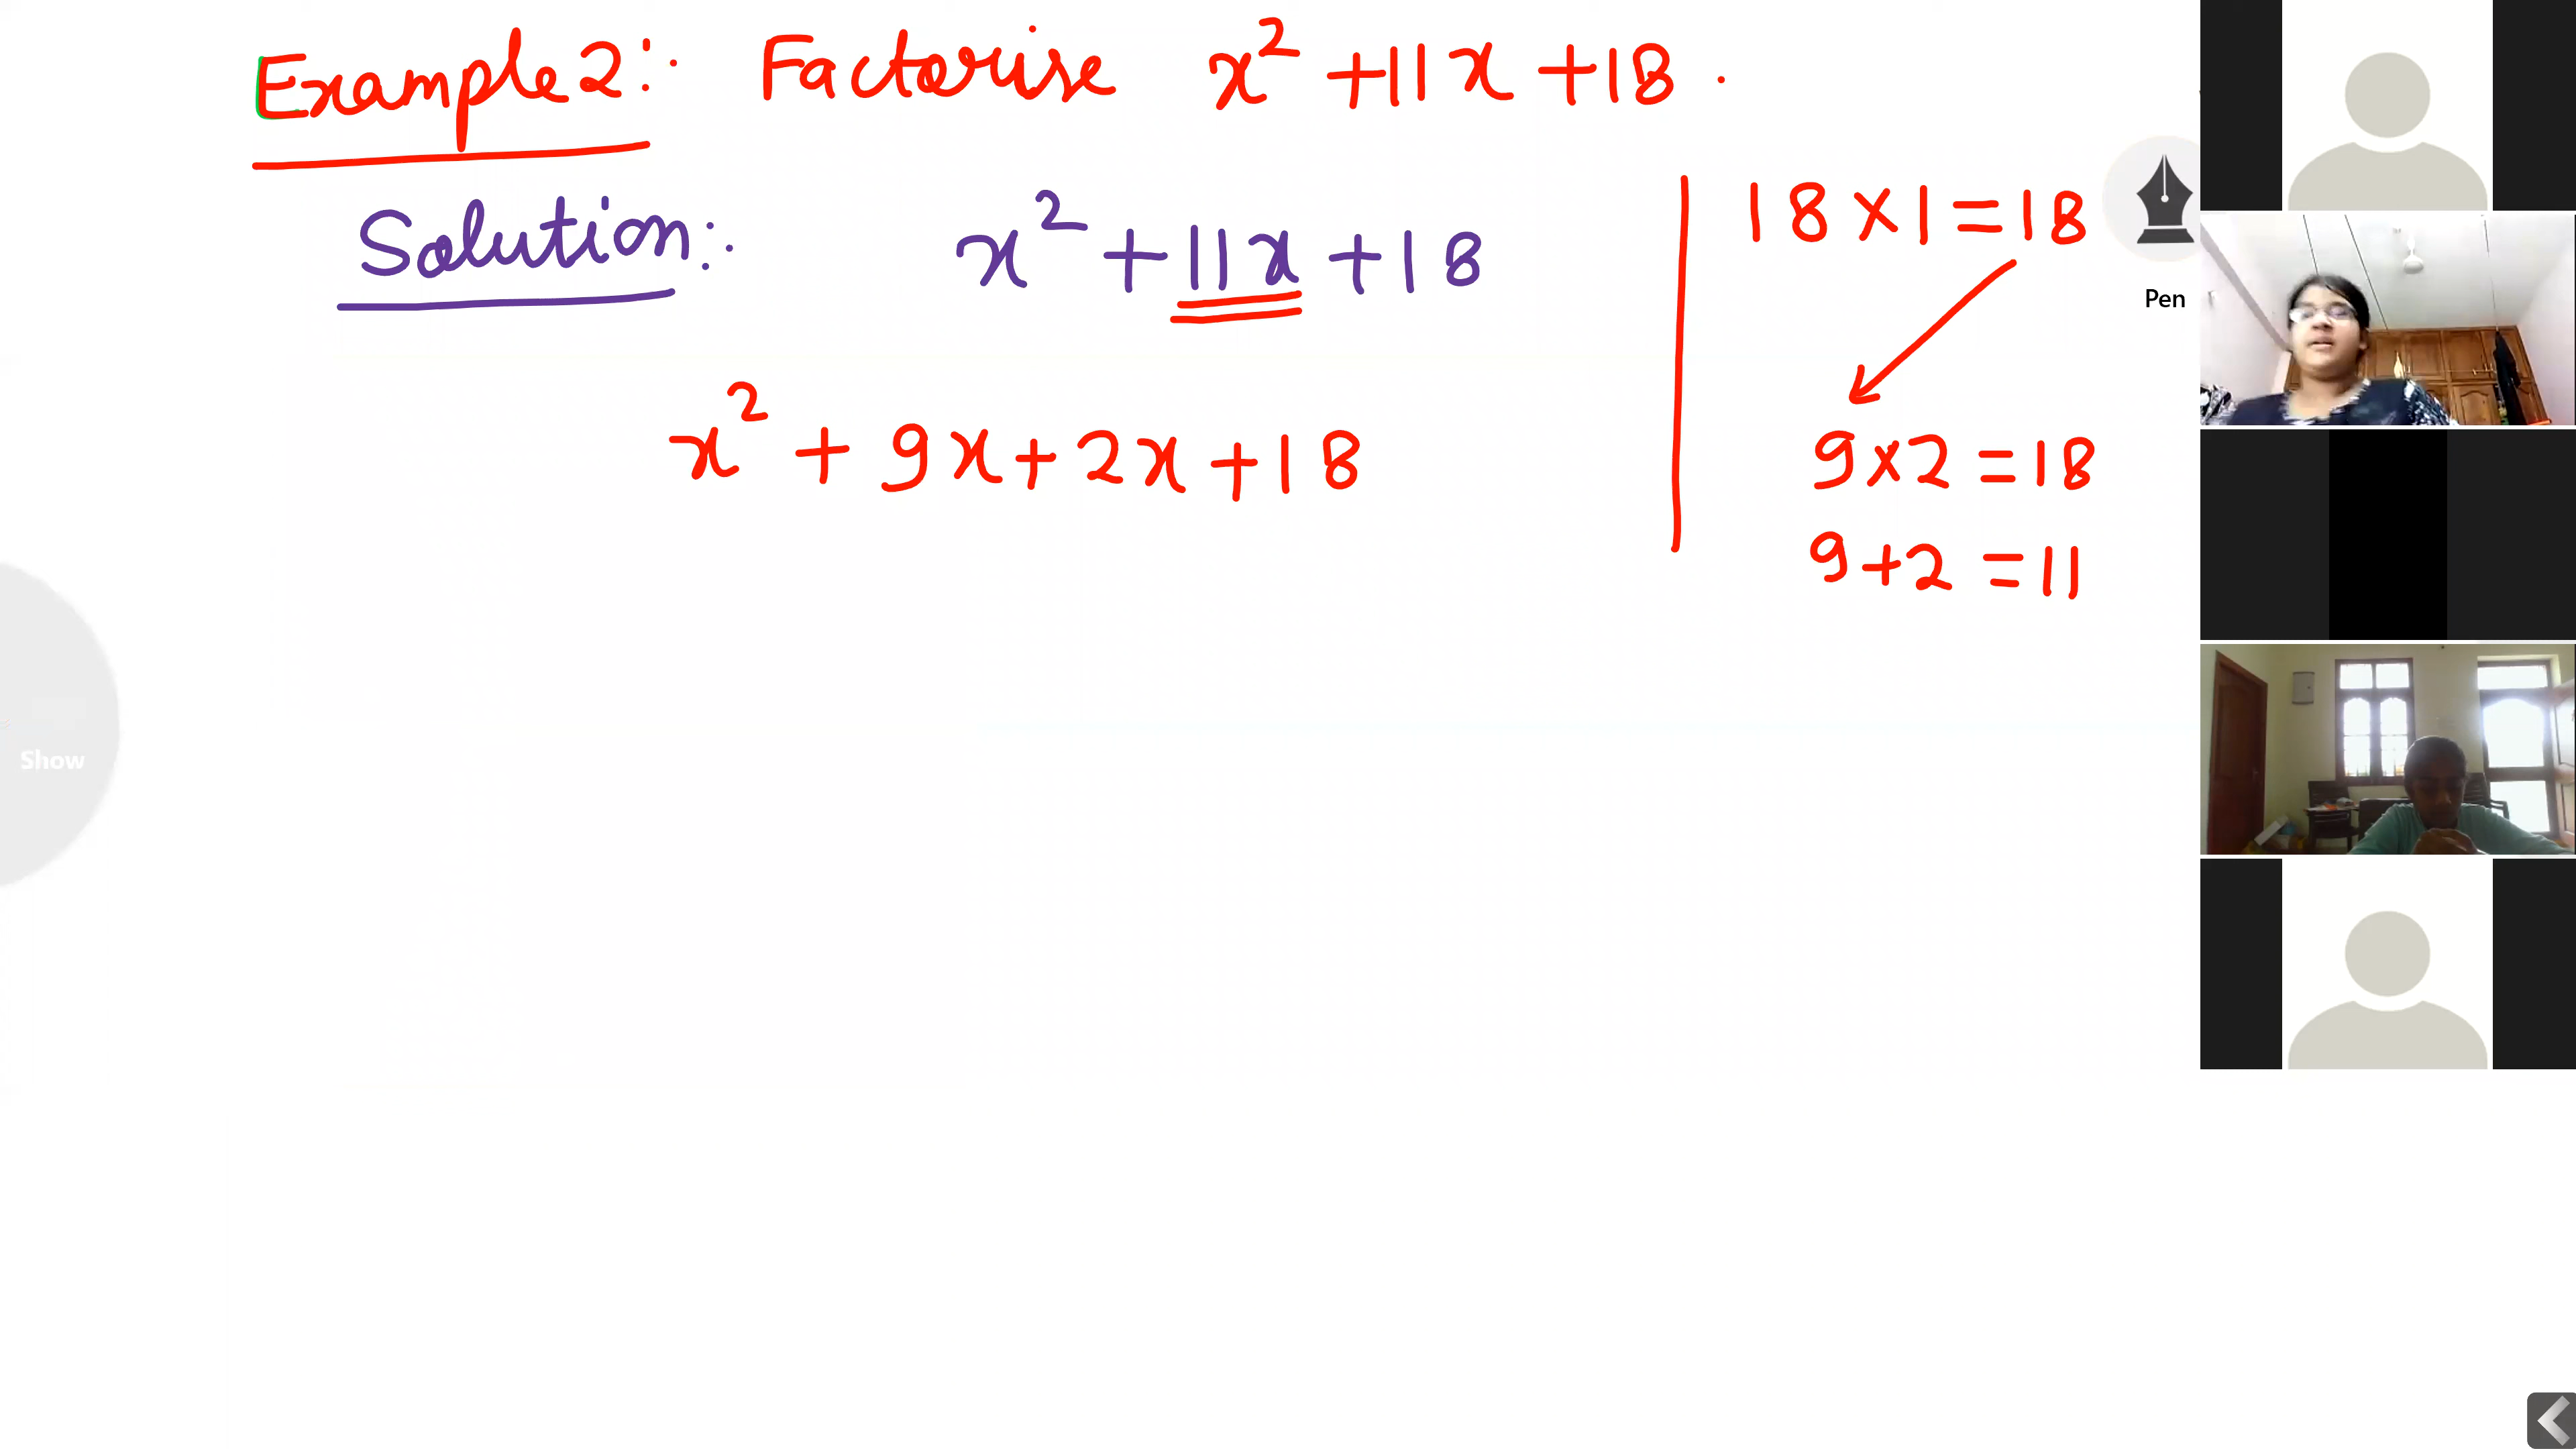 Example 2:- Factorise x² + 11x + 18.
Solution:- x² + 11x + 18
x² + 9x + 2x + 18
18 × 1 = 18
9 × 2 = 18
9 + 2 = 11
Pen
Show